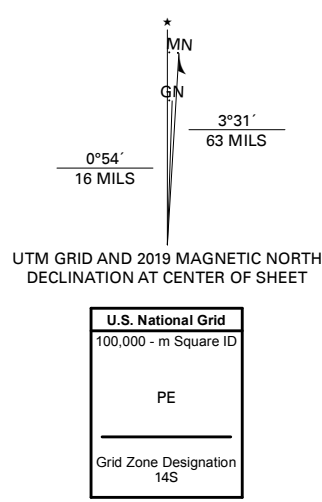 ★
MN
GN
3°31´
63 MILS
0°54´
16 MILS
UTM GRID AND 2019 MAGNETIC NORTH
DECLINATION AT CENTER OF SHEET
U.S. National Grid
100,000 - m Square ID
PE
Grid Zone Designation
14S